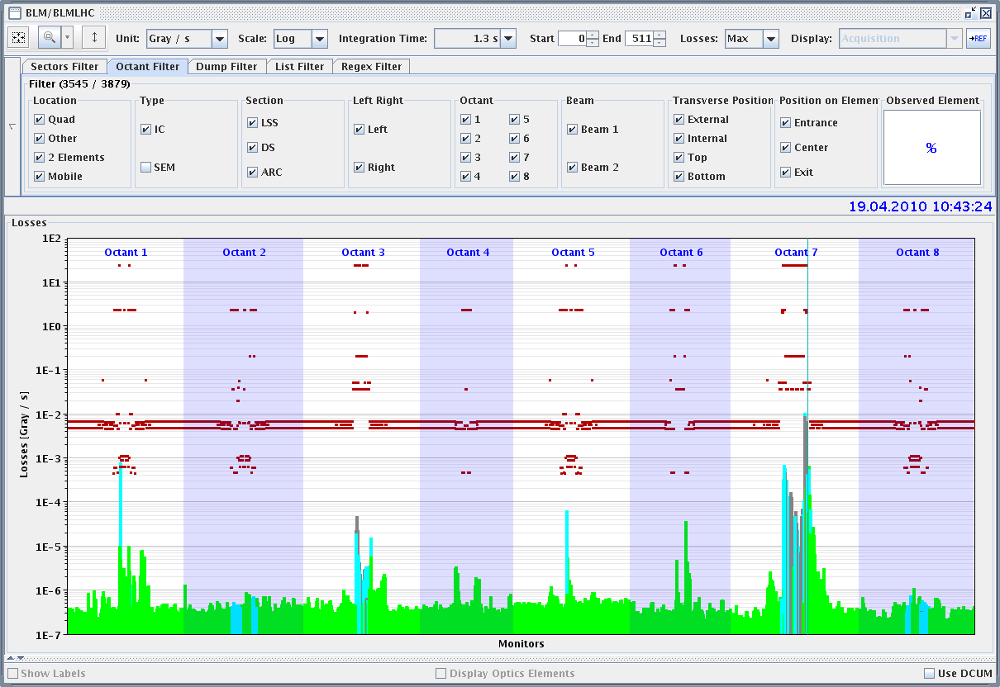 BLM/BLMLHC
Unit: Gray / s Scale: Log Integration Time: 1.3 s Start 0 End 511 Losses: Max Display: Acquisition →REF
Sectors Filter Octant Filter Dump Filter List Filter Regex Filter
Filter (3545 / 3879)
Location Type Section Left Right Octant Beam Transverse Position Position on Elemen Observed Element
Quad IC LSS Left 1 5 Beam 1 External Entrance
Other 2 6 Internal
2 Elements SEM DS Right 3 7 Beam 2 Top Center %
Mobile ARC 4 8 Bottom Exit
19.04.2010 10:43:24
Losses
1E2
Octant 1 Octant 2 Octant 3 Octant 4 Octant 5 Octant 6 Octant 7 Octant 8
1E1
1E0
1E-1
1E-2
Losses [Gray / s]
1E-3
1E-4
1E-5
1E-6
1E-7
Monitors
Show Labels Display Optics Elements Use DCUM